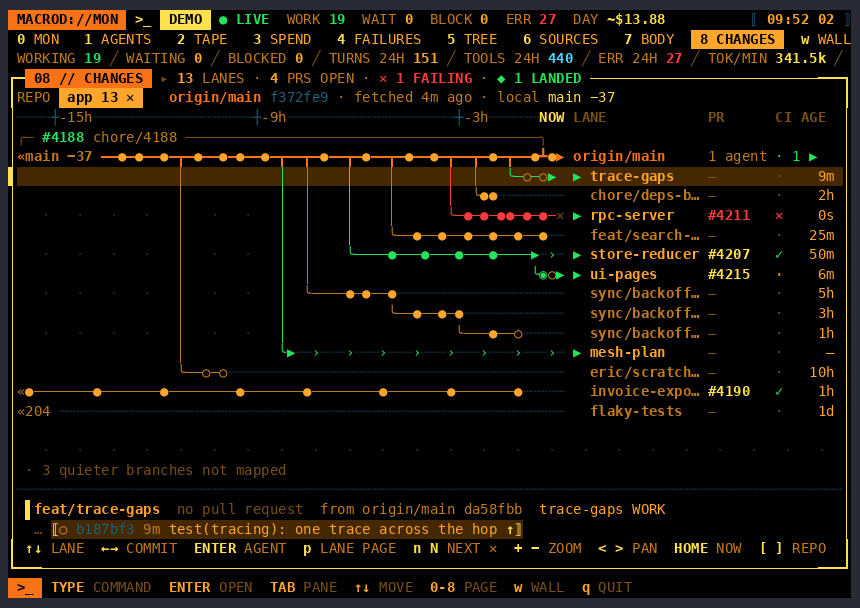 MACROD://MON >_ DEMO ● LIVE WORK 19 WAIT 0 BLOCK 0 ERR 27 DAY ~$13.88 ⟦ 09:52 02 ⟧
0 MON 1 AGENTS 2 TAPE 3 SPEND 4 FAILURES 5 TREE 6 SOURCES 7 BODY 8 CHANGES w WALL
WORKING 19 ╱ WAITING 0 ╱ BLOCKED 0 ╱ TURNS 24H 151 ╱ TOOLS 24H 440 ╱ ERR 24H 27 ╱ TOK/MIN 341.5k ╱
08 // CHANGES ▸ 13 LANES · 4 PRS OPEN · ✕ 1 FAILING · ◆ 1 LANDED
REPO app 13 ✕ origin/main f372fe9 · fetched 4m ago · local main −37
-15h -9h -3h NOW LANE PR CI AGE
#4188 chore/4188
«main −37 origin/main 1 agent · 1 ▶
▶ trace-gaps — · 9m
chore/deps-b… — · 2h
▶ rpc-server #4211 ✕ 0s
feat/search-… — · 25m
▶ store-reducer #4207 ✓ 50m
▶ ui-pages #4215 · 6m
sync/backoff… — · 5h
sync/backoff… — · 3h
sync/backoff… — · 1h
▶ mesh-plan — · —
eric/scratch… — · 10h
« invoice-expo… #4190 ✓ 1h
«204 flaky-tests — · 1d
· 3 quieter branches not mapped
feat/trace-gaps no pull request from origin/main da58fbb trace-gaps WORK
… ⟦○ b187bf3 9m test(tracing): one trace across the hop ↑⟧
↑↓ LANE ←→ COMMIT ENTER AGENT p LANE PAGE n N NEXT ✕ + − ZOOM < > PAN HOME NOW [ ] REPO
>_ TYPE COMMAND ENTER OPEN TAB PANE ↑↓ MOVE 0-8 PAGE w WALL q QUIT